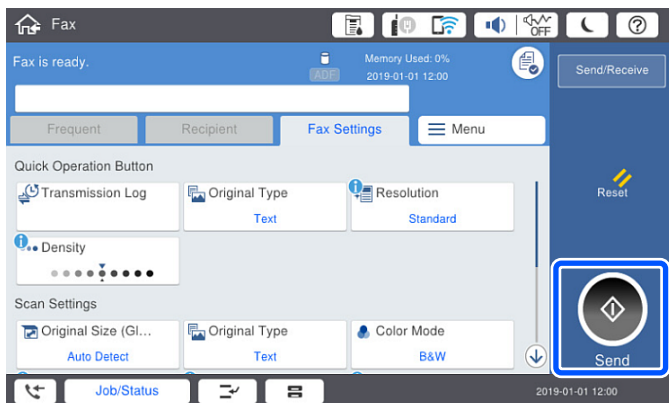 Fax
OFF
?
Fax is ready.
ADF
Memory Used: 0%
2019-01-01 12:00
Send/Receive
Frequent
Recipient
Fax Settings
Menu
Quick Operation Button
Transmission Log
Original Type
Text
Resolution
Standard
Reset
Density
Scan Settings
Original Size (Gl...
Auto Detect
Original Type
Text
Color Mode
B&W
Send
Job/Status
2019-01-01 12:00